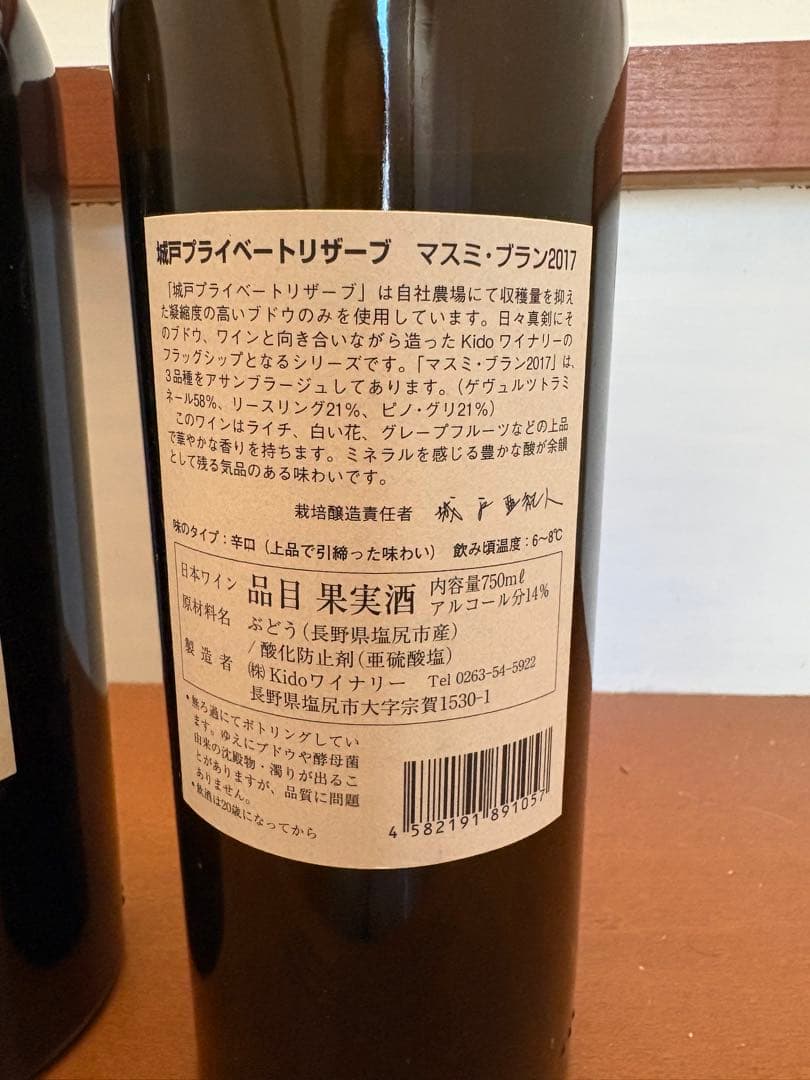 城戸プライベートリザーブ　マスミ・ブラン2017
「城戸プライベートリザーブ」は自社農場にて収穫量を抑え
た凝縮度の高いブドウのみを使用しています。日々真剣にそ
のブドウ、ワインと向き合いながら造ったKidoワイナリーの
フラッグシップとなるシリーズです。「マスミ・ブラン2017」は、
3品種をアサンブラージュしてあります。（ゲヴュルツトラミ
ネール58%、リースリング21%、ピノ・グリ21%）
このワインはライチ、白い花、グレープフルーツなどの上品
で華やかな香りを持ちます。ミネラルを感じる豊かな酸が余韻
として残る気品のある味わいです。
栽培醸造責任者　城戸亜紀人
味のタイプ：辛口（上品で引締った味わい）　飲み頃温度：6～8℃
日本ワイン　品目 果実酒　内容量750mℓ
アルコール分14%
原材料名　ぶどう（長野県塩尻市産）
/酸化防止剤（亜硫酸塩）
製造者　㈱Kidoワイナリー　Tel 0263-54-5922
長野県塩尻市大字宗賀1530-1
•無ろ過にてボトリングしてい
ます。ゆえにブドウや酵母菌
由来の沈殿物・濁りが出るこ
とがありますが、品質に問題
ありません。
•飲酒は20歳になってから
4 582191 891057